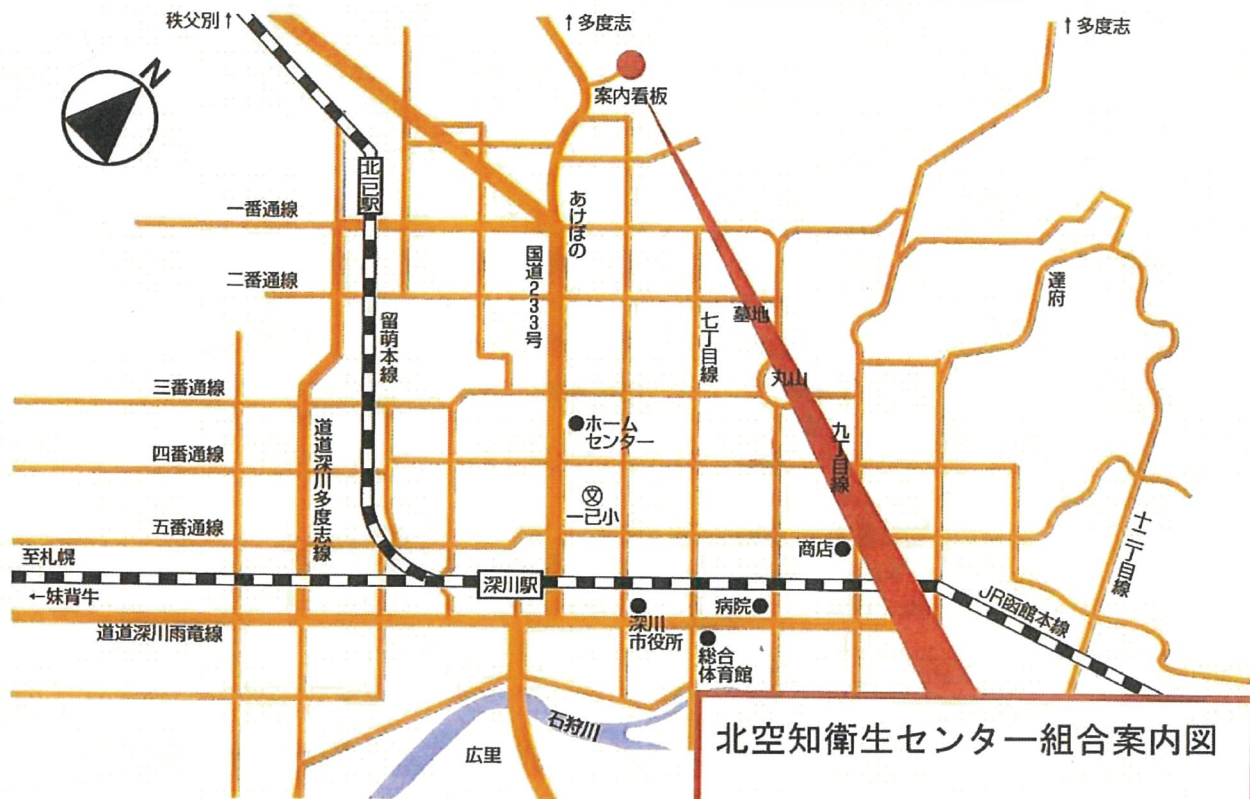 秩父別↑
↑多度志
↑多度志
N
案内看板
北一已駅
一番通線
あけぼの
国道233号
二番通線
達府
留萌本線
七丁目線
墓地
三番通線
丸山
道道深川多度志線
ホーム
センター
九丁目線
四番通線
文
一已小
五番通線
商店
十二丁目線
至札幌
←妹背牛
深川駅
JR函館本線
道道深川雨竜線
深川
市役所
病院
総合
体育館
石狩川
広里
北空知衛生センター組合案内図